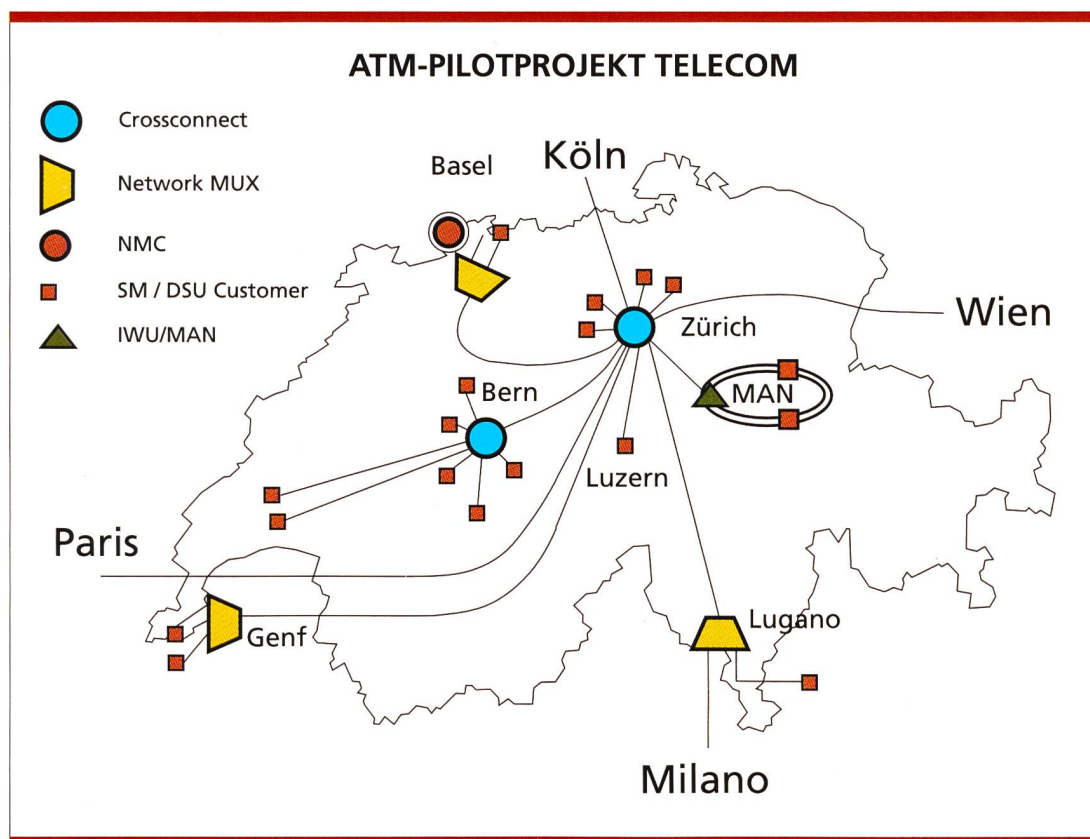 ATM-PILOTPROJEKT TELECOM
Crossconnect
Network MUX
NMC
SM / DSU Customer
IWU/MAN
Basel
Köln
Zürich
Wien
Bern
MAN
Luzern
Paris
Genf
Lugano
Milano